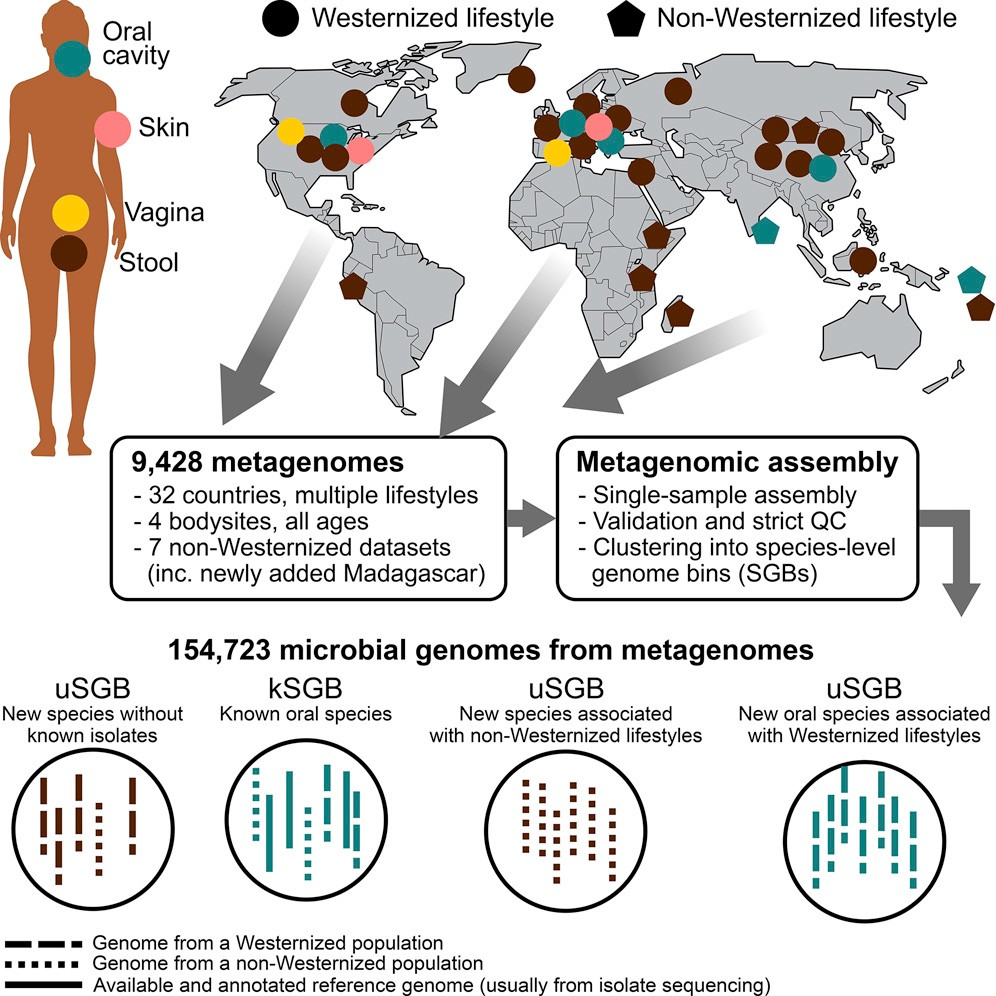 Westernized lifestyle
Non-Westernized lifestyle
Oral
cavity
Skin
Vagina
Stool
9,428 metagenomes
- 32 countries, multiple lifestyles
- 4 bodysites, all ages
- 7 non-Westernized datasets
(inc. newly added Madagascar)
Metagenomic assembly
- Single-sample assembly
- Validation and strict QC
- Clustering into species-level
genome bins (SGBs)
154,723 microbial genomes from metagenomes
uSGB
New species without
known isolates
kSGB
Known oral species
uSGB
New species associated
with non-Westernized lifestyles
uSGB
New oral species associated
with Westernized lifestyles
Genome from a Westernized population
Genome from a non-Westernized population
Available and annotated reference genome (usually from isolate sequencing)